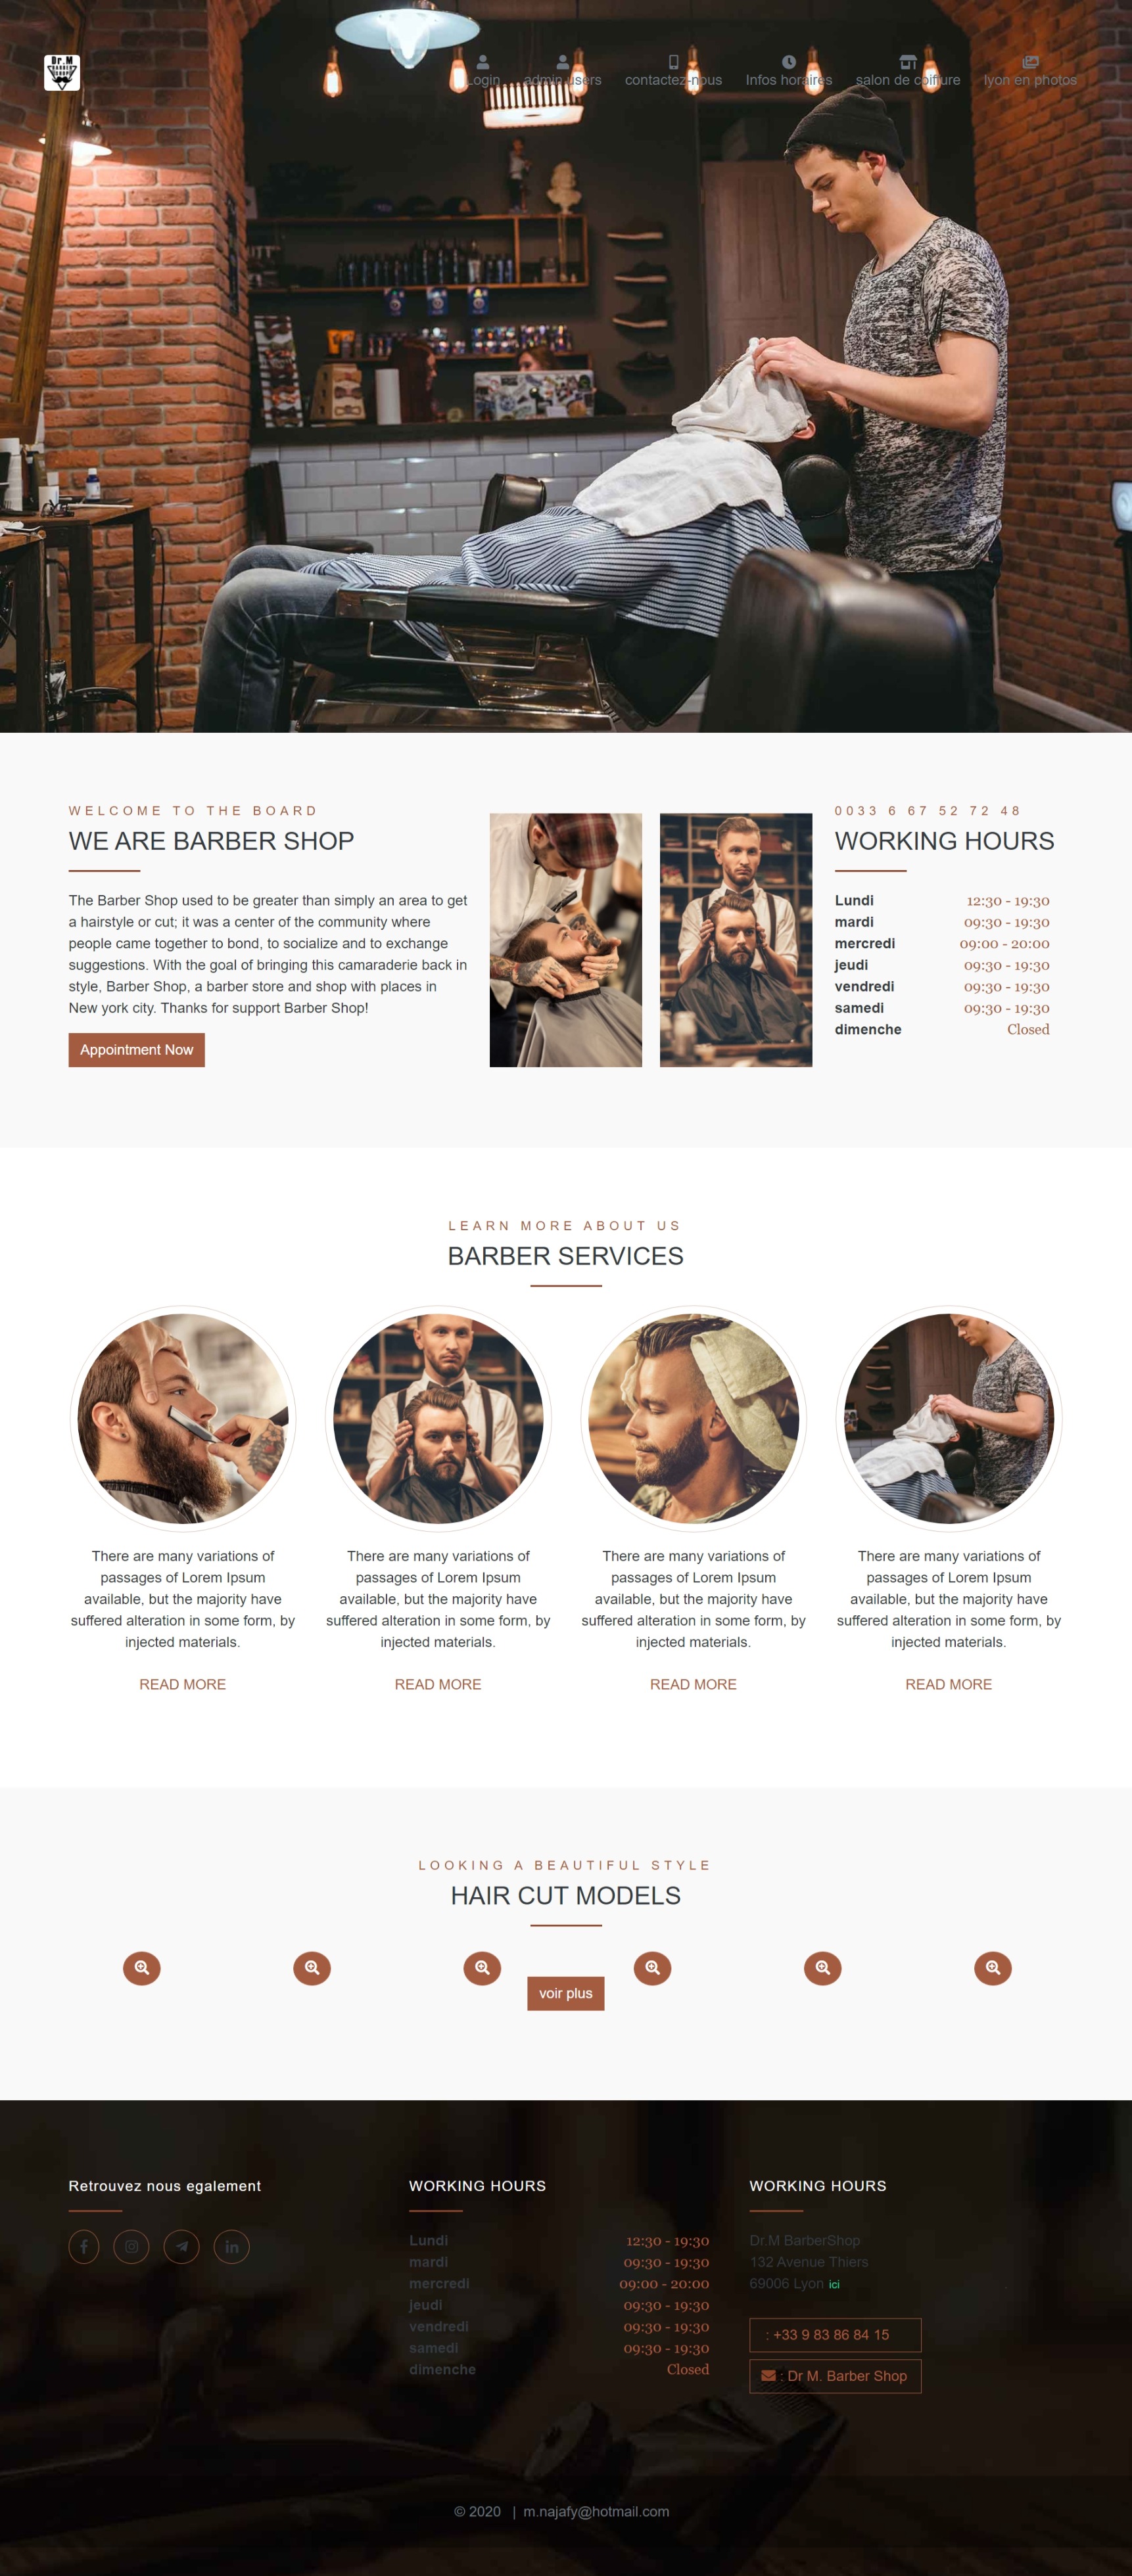 Dr.M
BARBER
SHOP
Login
admin users
contactez-nous
Infos horaires
salon de coiffure
lyon en photos
WELCOME TO THE BOARD
WE ARE BARBER SHOP
The Barber Shop used to be greater than simply an area to get
a hairstyle or cut; it was a center of the community where
people came together to bond, to socialize and to exchange
suggestions. With the goal of bringing this camaraderie back in
style, Barber Shop, a barber store and shop with places in
New york city. Thanks for support Barber Shop!
Appointment Now
0033 6 67 52 72 48
WORKING HOURS
Lundi 12:30 - 19:30
mardi 09:30 - 19:30
mercredi 09:00 - 20:00
jeudi 09:30 - 19:30
vendredi 09:30 - 19:30
samedi 09:30 - 19:30
dimenche Closed
LEARN MORE ABOUT US
BARBER SERVICES
There are many variations of
passages of Lorem Ipsum
available, but the majority have
suffered alteration in some form, by
injected materials.
READ MORE
There are many variations of
passages of Lorem Ipsum
available, but the majority have
suffered alteration in some form, by
injected materials.
READ MORE
There are many variations of
passages of Lorem Ipsum
available, but the majority have
suffered alteration in some form, by
injected materials.
READ MORE
There are many variations of
passages of Lorem Ipsum
available, but the majority have
suffered alteration in some form, by
injected materials.
READ MORE
LOOKING A BEAUTIFUL STYLE
HAIR CUT MODELS
voir plus
Retrouvez nous egalement
WORKING HOURS
Lundi 12:30 - 19:30
mardi 09:30 - 19:30
mercredi 09:00 - 20:00
jeudi 09:30 - 19:30
vendredi 09:30 - 19:30
samedi 09:30 - 19:30
dimenche Closed
WORKING HOURS
Dr.M BarberShop
132 Avenue Thiers
69006 Lyon ici
: +33 9 83 86 84 15
: Dr M. Barber Shop
© 2020 | m.najafy@hotmail.com